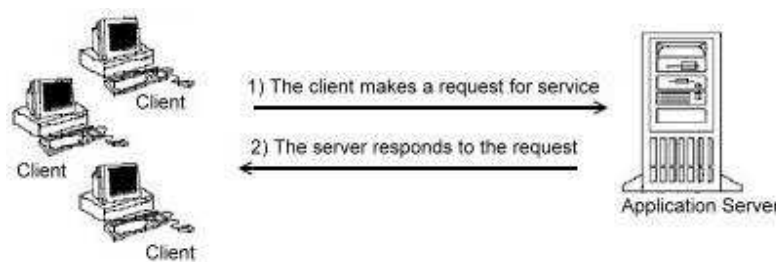 Client
1) The client makes a request for service
Client
2) The server responds to the request
Client
Application Server